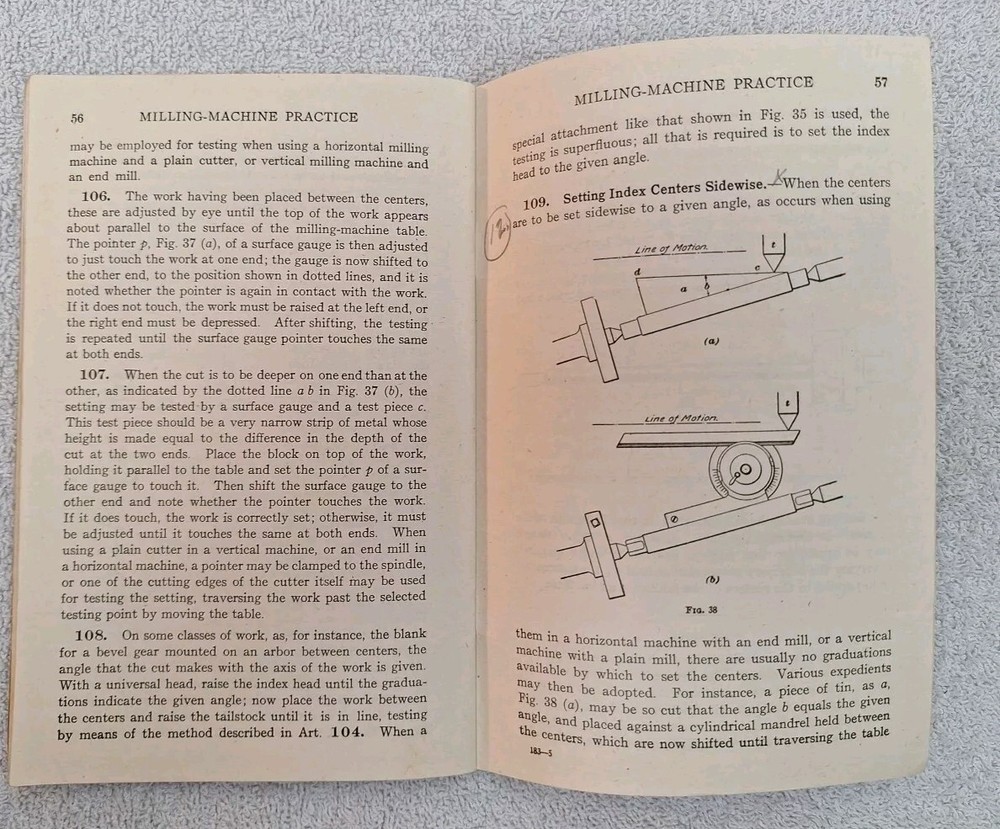 56 MILLING-MACHINE PRACTICE
may be employed for testing when using a horizontal milling
machine and a plain cutter, or vertical milling machine and
an end mill.
106. The work having been placed between the centers,
these are adjusted by eye until the top of the work appears
about parallel to the surface of the milling-machine table.
The pointer p, Fig. 37 (a), of a surface gauge is then adjusted
to just touch the work at one end; the gauge is now shifted to
the other end, to the position shown in dotted lines, and it is
noted whether the pointer is again in contact with the work.
If it does not touch, the work must be raised at the left end, or
the right end must be depressed. After shifting, the testing
is repeated until the surface gauge pointer touches the same
at both ends.
107. When the cut is to be deeper on one end than at the
other, as indicated by the dotted line a b in Fig. 37 (b), the
setting may be tested by a surface gauge and a test piece c.
This test piece should be a very narrow strip of metal whose
height is made equal to the difference in the depth of the
cut at the two ends. Place the block on top of the work,
holding it parallel to the table and set the pointer p of a sur-
face gauge to touch it. Then shift the surface gauge to the
other end and note whether the pointer touches the work.
If it does touch, the work is correctly set; otherwise, it must
be adjusted until it touches the same at both ends. When
using a plain cutter in a vertical machine, or an end mill in
a horizontal machine, a pointer may be clamped to the spindle,
or one of the cutting edges of the cutter itself may be used
for testing the setting, traversing the work past the selected
testing point by moving the table.
108. On some classes of work, as, for instance, the blank
for a bevel gear mounted on an arbor between centers, the
angle that the cut makes with the axis of the work is given.
With a universal head, raise the index head until the gradua-
tions indicate the given angle; now place the work between
the centers and raise the tailstock until it is in line, testing
by means of the method described in Art. 104. When a
MILLING-MACHINE PRACTICE 57
special attachment like that shown in Fig. 35 is used, the
testing is superfluous; all that is required is to set the index
head to the given angle.
109. Setting Index Centers Sidewise.—When the centers
are to be set sidewise to a given angle, as occurs when using
Line of Motion.
t
d
c
a
b
(a)
t
Line of Motion.
(b)
FIG. 38
them in a horizontal machine with an end mill, or a vertical
machine with a plain mill, there are usually no graduations
available by which to set the centers. Various expedients
may then be adopted. For instance, a piece of tin, as a,
Fig. 38 (a), may be so cut that the angle b equals the given
angle, and placed against a cylindrical mandrel held between
the centers, which are now shifted until traversing the table
183—5